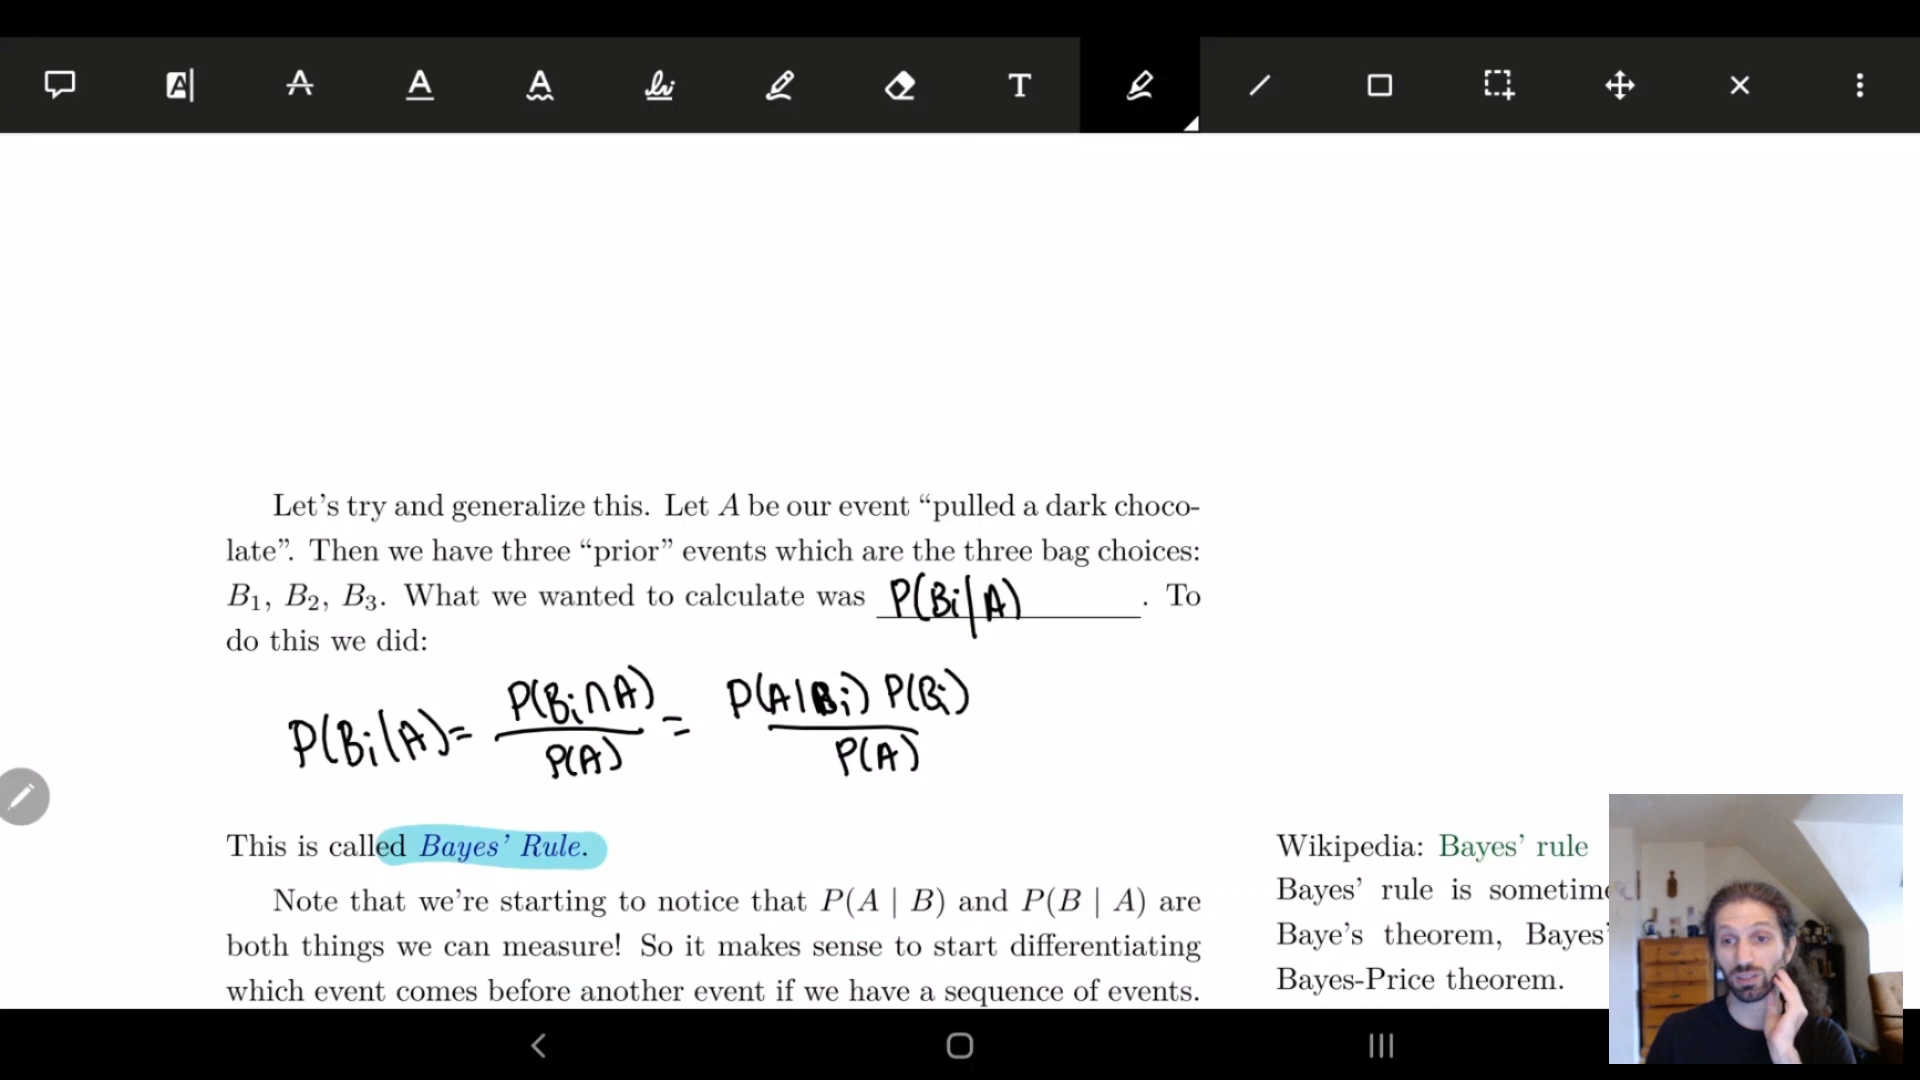 Let's try and generalize this. Let A be our event “pulled a dark choco-
late”. Then we have three “prior” events which are the three bag choices:
B₁, B₂, B₃. What we wanted to calculate was P(Bi|A). To
do this we did:
P(Bi|A) = P(Bi∩A) / P(A) = P(A|Bi) P(Bi) / P(A)
This is called Bayes' Rule.
Note that we're starting to notice that P(A | B) and P(B | A) are
both things we can measure! So it makes sense to start differentiating
which event comes before another event if we have a sequence of events.
Wikipedia: Bayes' rule
Bayes' rule is sometime
Baye's theorem, Bayes'
Bayes-Price theorem.